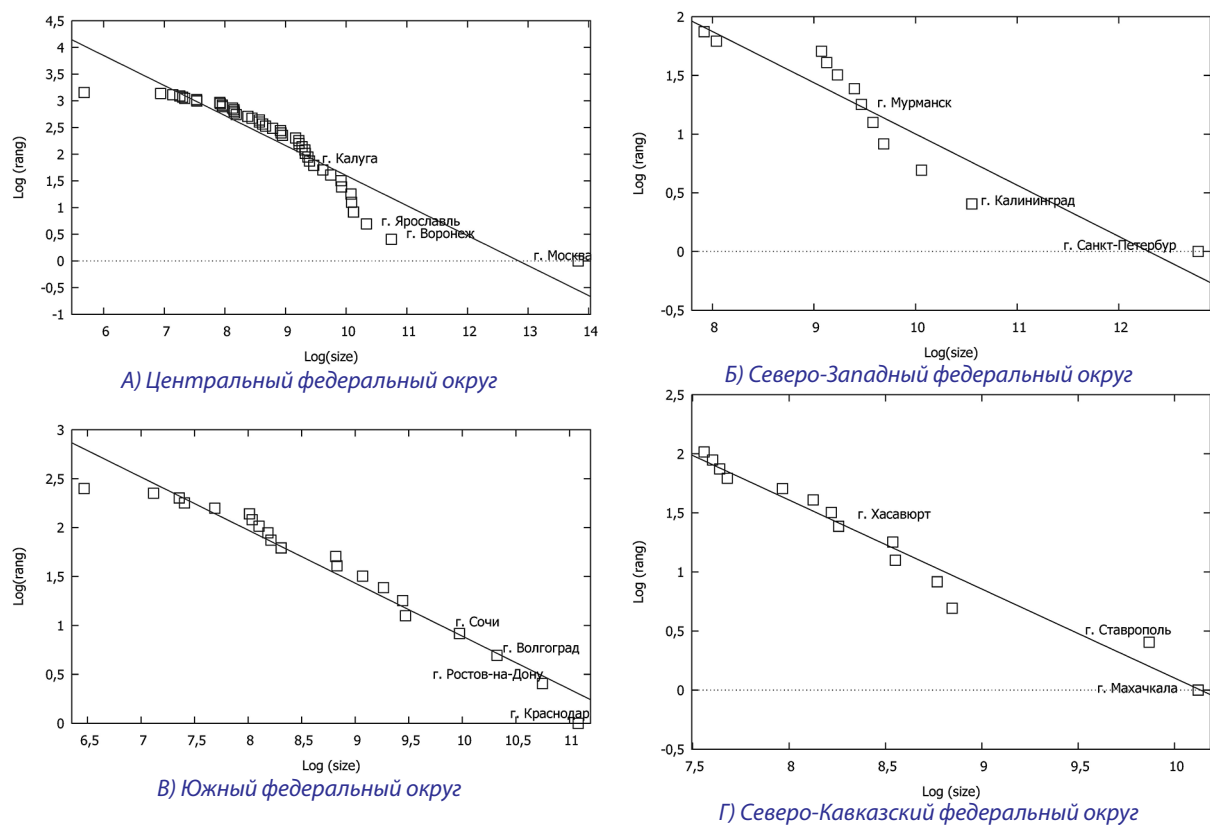 4,5
4
3,5
3
2,5
2
1,5
1
0,5
0
-0,5
-1
Log (rang)
г. Калуга
г. Ярославль
г. Воронеж
г. Москва
6 7 8 9 10 11 12 13 14
Log(size)
А) Центральный федеральный округ
2
1,5
1
0,5
0
-0,5
Log (rang)
г. Мурманск
г. Калининград
г. Санкт-Петербур
8 9 10 11 12
Log(size)
Б) Северо-Западный федеральный округ
3
2,5
2
1,5
1
0,5
0
Log(rang)
г. Сочи
г. Волгоград
г. Ростов-на-Дону
г. Краснодар
6,5 7 7,5 8 8,5 9 9,5 10 10,5 11
Log (size)
В) Южный федеральный округ
2,5
2
1,5
1
0,5
0
-0,5
Log (rang)
г. Хасавюрт
г. Ставрополь
г. Махачкала
7,5 8 8,5 9 9,5 10
Log (size)
Г) Северо-Кавказский федеральный округ